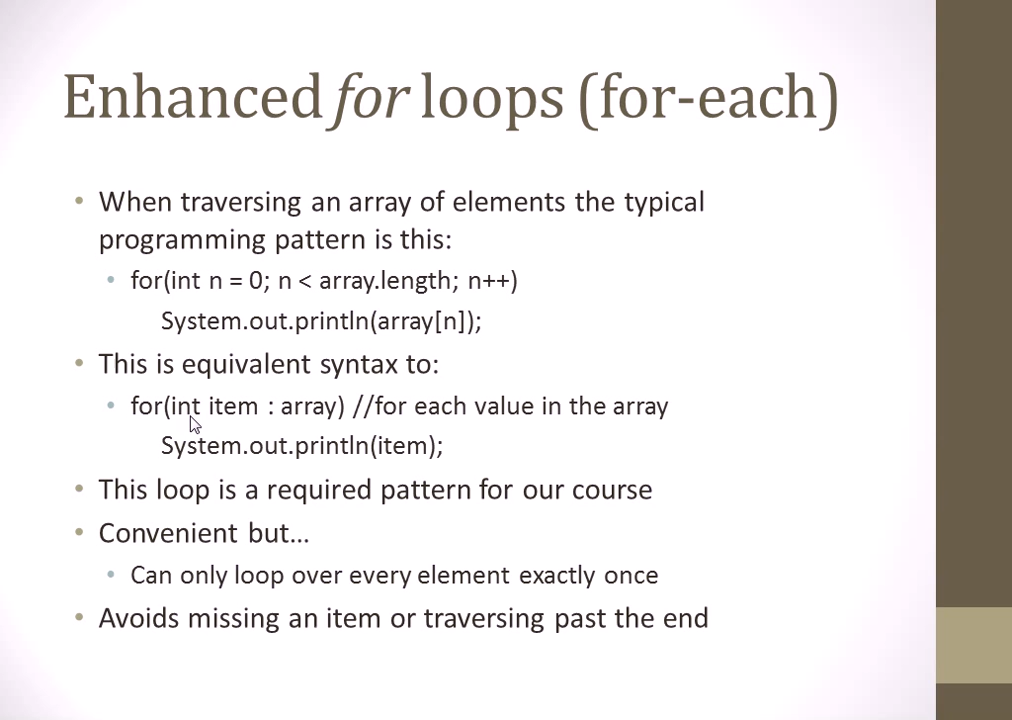 Enhanced for loops (for-each)
• When traversing an array of elements the typical
programming pattern is this:
• for(int n = 0; n < array.length; n++)
System.out.println(array[n]);
• This is equivalent syntax to:
• for(int item : array) //for each value in the array
System.out.println(item);
• This loop is a required pattern for our course
• Convenient but…
• Can only loop over every element exactly once
• Avoids missing an item or traversing past the end